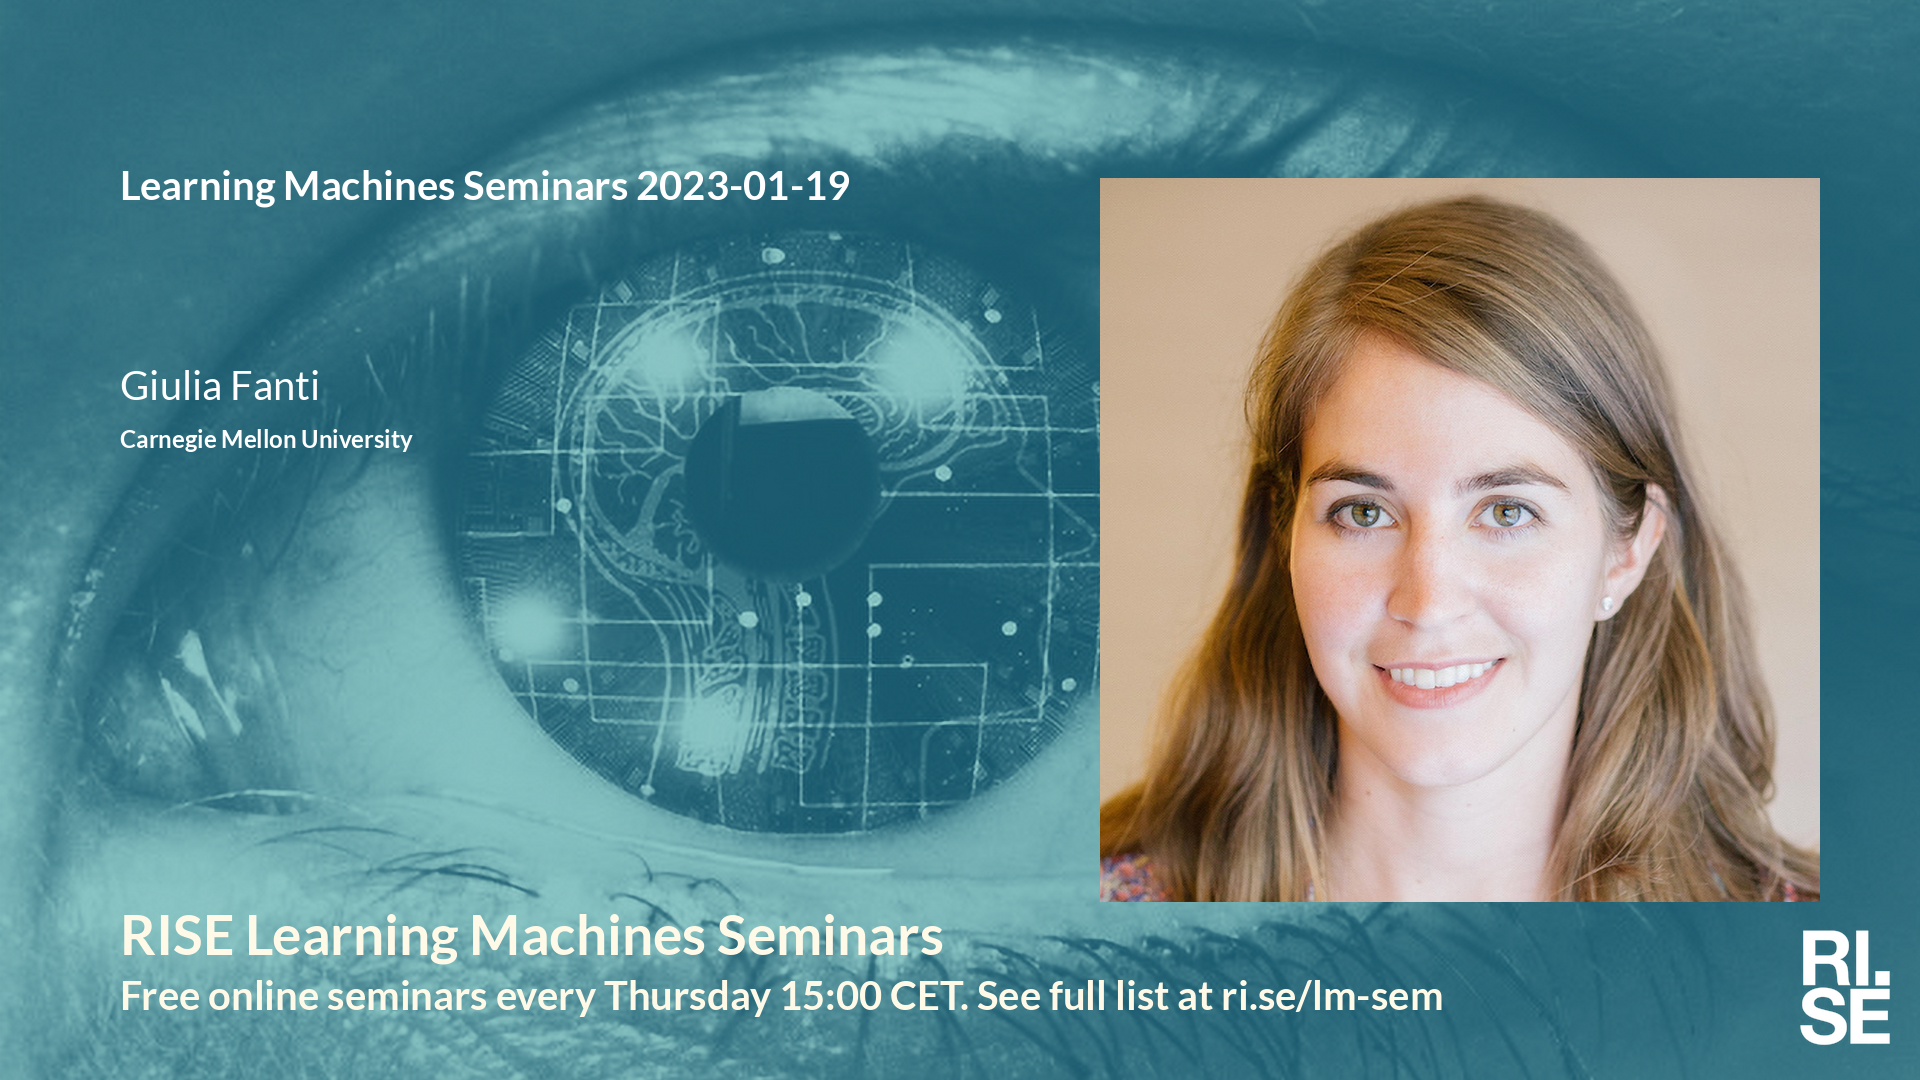 Learning Machines Seminars 2023-01-19
Giulia Fanti
Carnegie Mellon University
RISE Learning Machines Seminars
Free online seminars every Thursday 15:00 CET. See full list at ri.se/lm-sem
RI.
SE